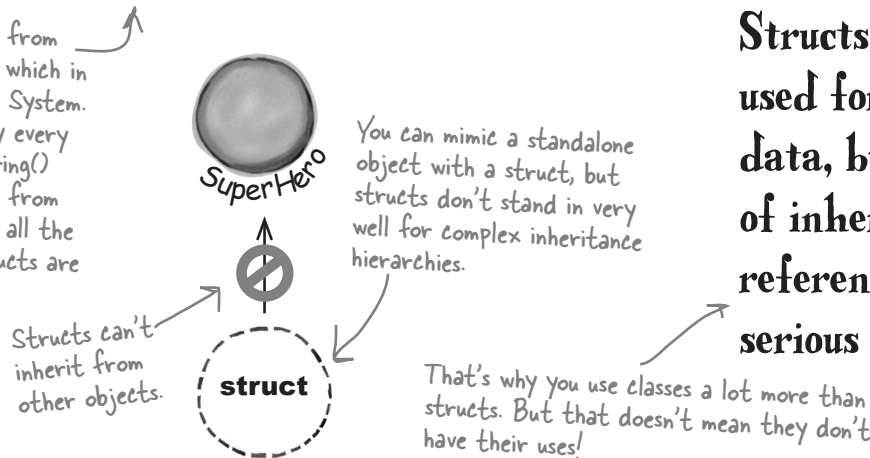 from
which in
System.
every
ring()
from
all the
ucts are
SuperHero
You can mimic a standalone
object with a struct, but
structs don't stand in very
well for complex inheritance
hierarchies.
Structs can't
inherit from
other objects.
struct
Structs
used for
data, b
of inher
referen
serious
That's why you use classes a lot more than
structs. But that doesn't mean they don't
have their uses!